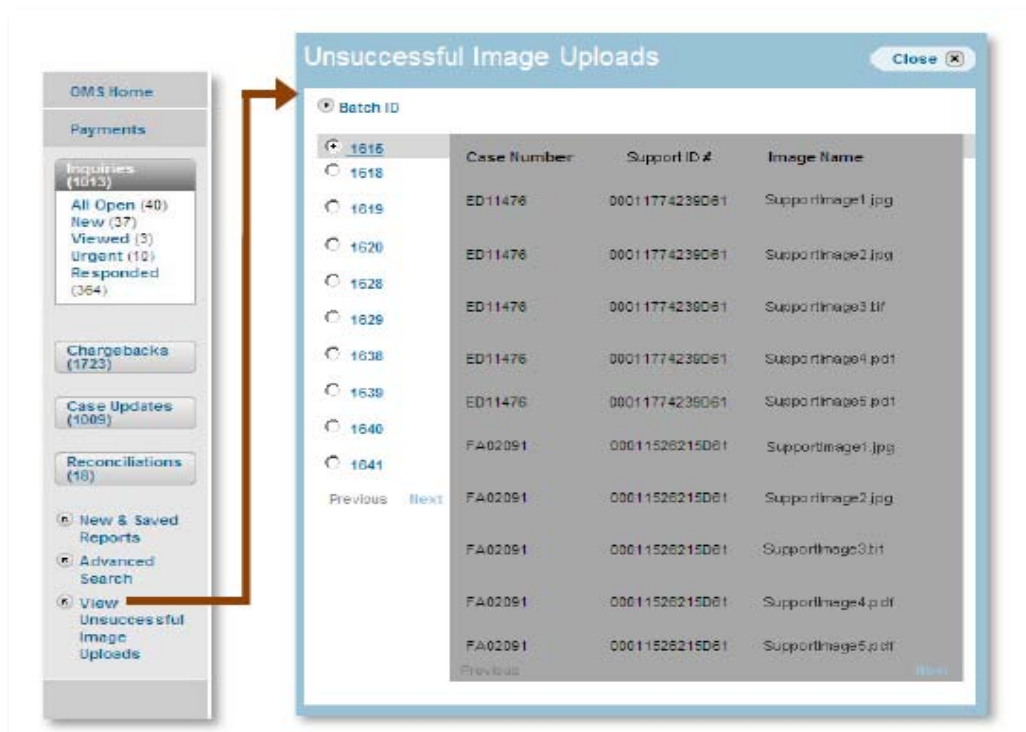 Unsuccessful Image Uploads
Close
OMS Home
Payments
Inquiries
(1013)
All Open (40)
New (37)
Viewed (3)
Urgent (10)
Responded
(364)
Chargebacks
(1723)
Case Updates
(1009)
Reconciliations
(18)
New & Saved
Reports
Advanced
Search
View
Unsuccessful
Image
Uploads
Batch ID
1616
1618
1619
1620
1628
1629
1638
1639
1640
1641
Previous Next
Case Number Support ID # Image Name
ED11476 00011774239D61 SupportImage1.jpg
ED11476 00011774239D61 SupportImage2.jpg
ED11476 00011774239D61 SupportImage3.tif
ED11476 00011774239D61 SupportImage4.pdf
ED11476 00011774239D61 SupportImage5.pdf
FA02091 00011526215D61 SupportImage1.jpg
FA02091 00011526215D61 SupportImage2.jpg
FA02091 00011526215D61 SupportImage3.tif
FA02091 00011526215D61 SupportImage4.pdf
FA02091 00011526215D61 SupportImage5.pdf
Previous Next